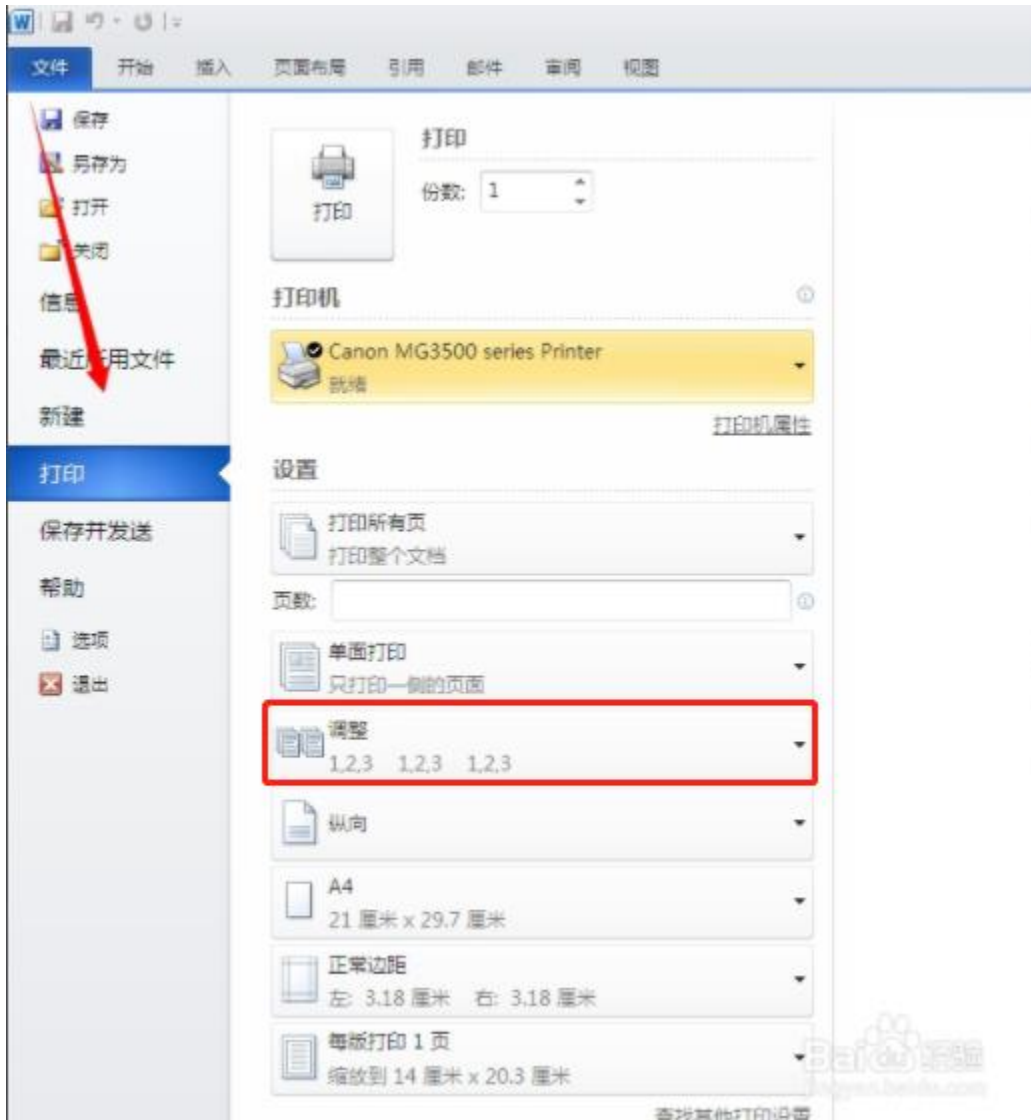 文件 开始 插入 页面布局 引用 邮件 审阅 视图
保存
另存为
打开
关闭
信息
最近所用文件
新建
打印
保存并发送
帮助
选项
退出
打印
打印
份数: 1
打印机
Canon MG3500 series Printer
就绪
打印机属性
设置
打印所有页
打印整个文档
页数:
单面打印
只打印一侧的页面
调整
1,2,3 1,2,3 1,2,3
纵向
A4
21 厘米 x 29.7 厘米
正常边距
左: 3.18 厘米 右: 3.18 厘米
每版打印 1 页
缩放到 14 厘米 x 20.3 厘米
Baidu 经验
jingyan.baidu.com